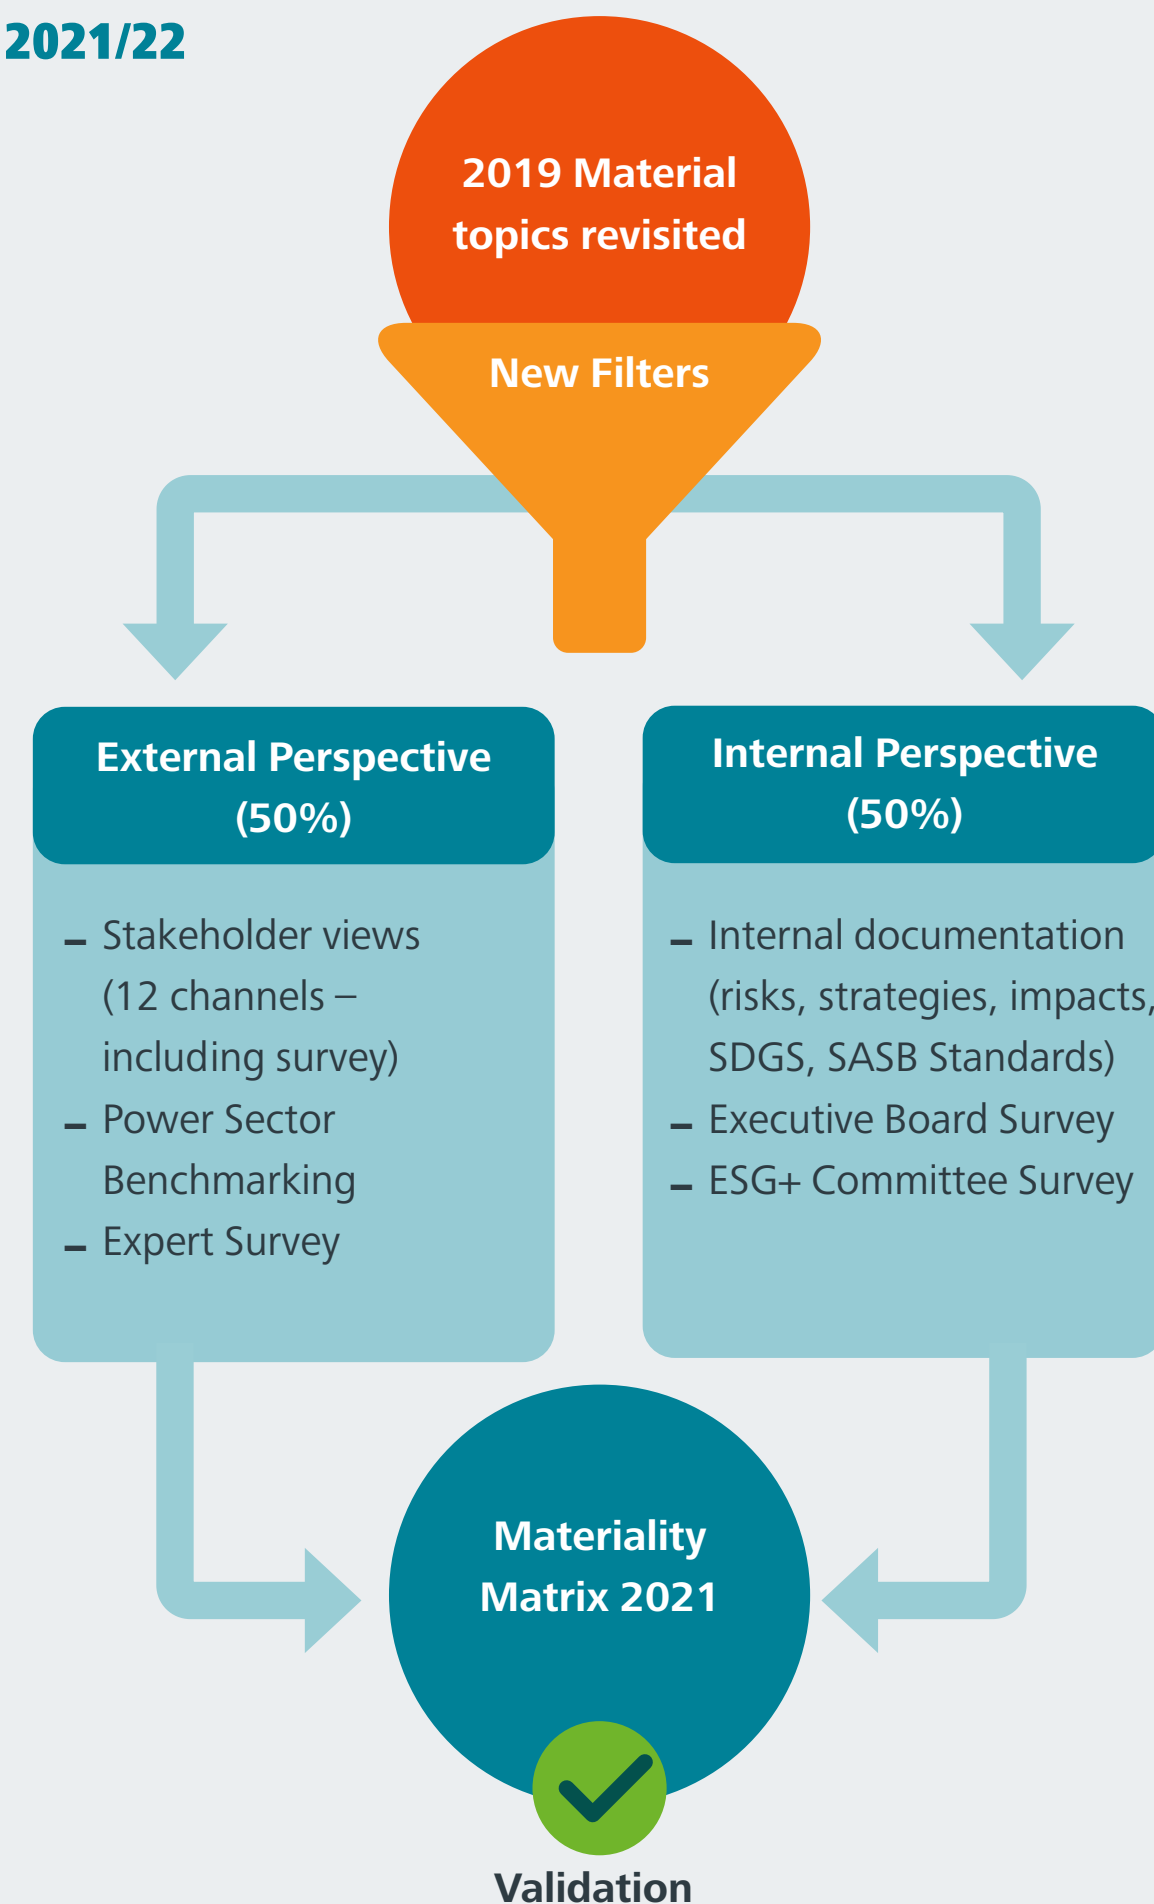 2021/22
2019 Material
topics revisited
New Filters
External Perspective
(50%)
– Stakeholder views
(12 channels –
including survey)
– Power Sector
Benchmarking
– Expert Survey
Internal Perspective
(50%)
– Internal documentation
(risks, strategies, impacts,
SDGS, SASB Standards)
– Executive Board Survey
– ESG+ Committee Survey
Materiality
Matrix 2021
Validation